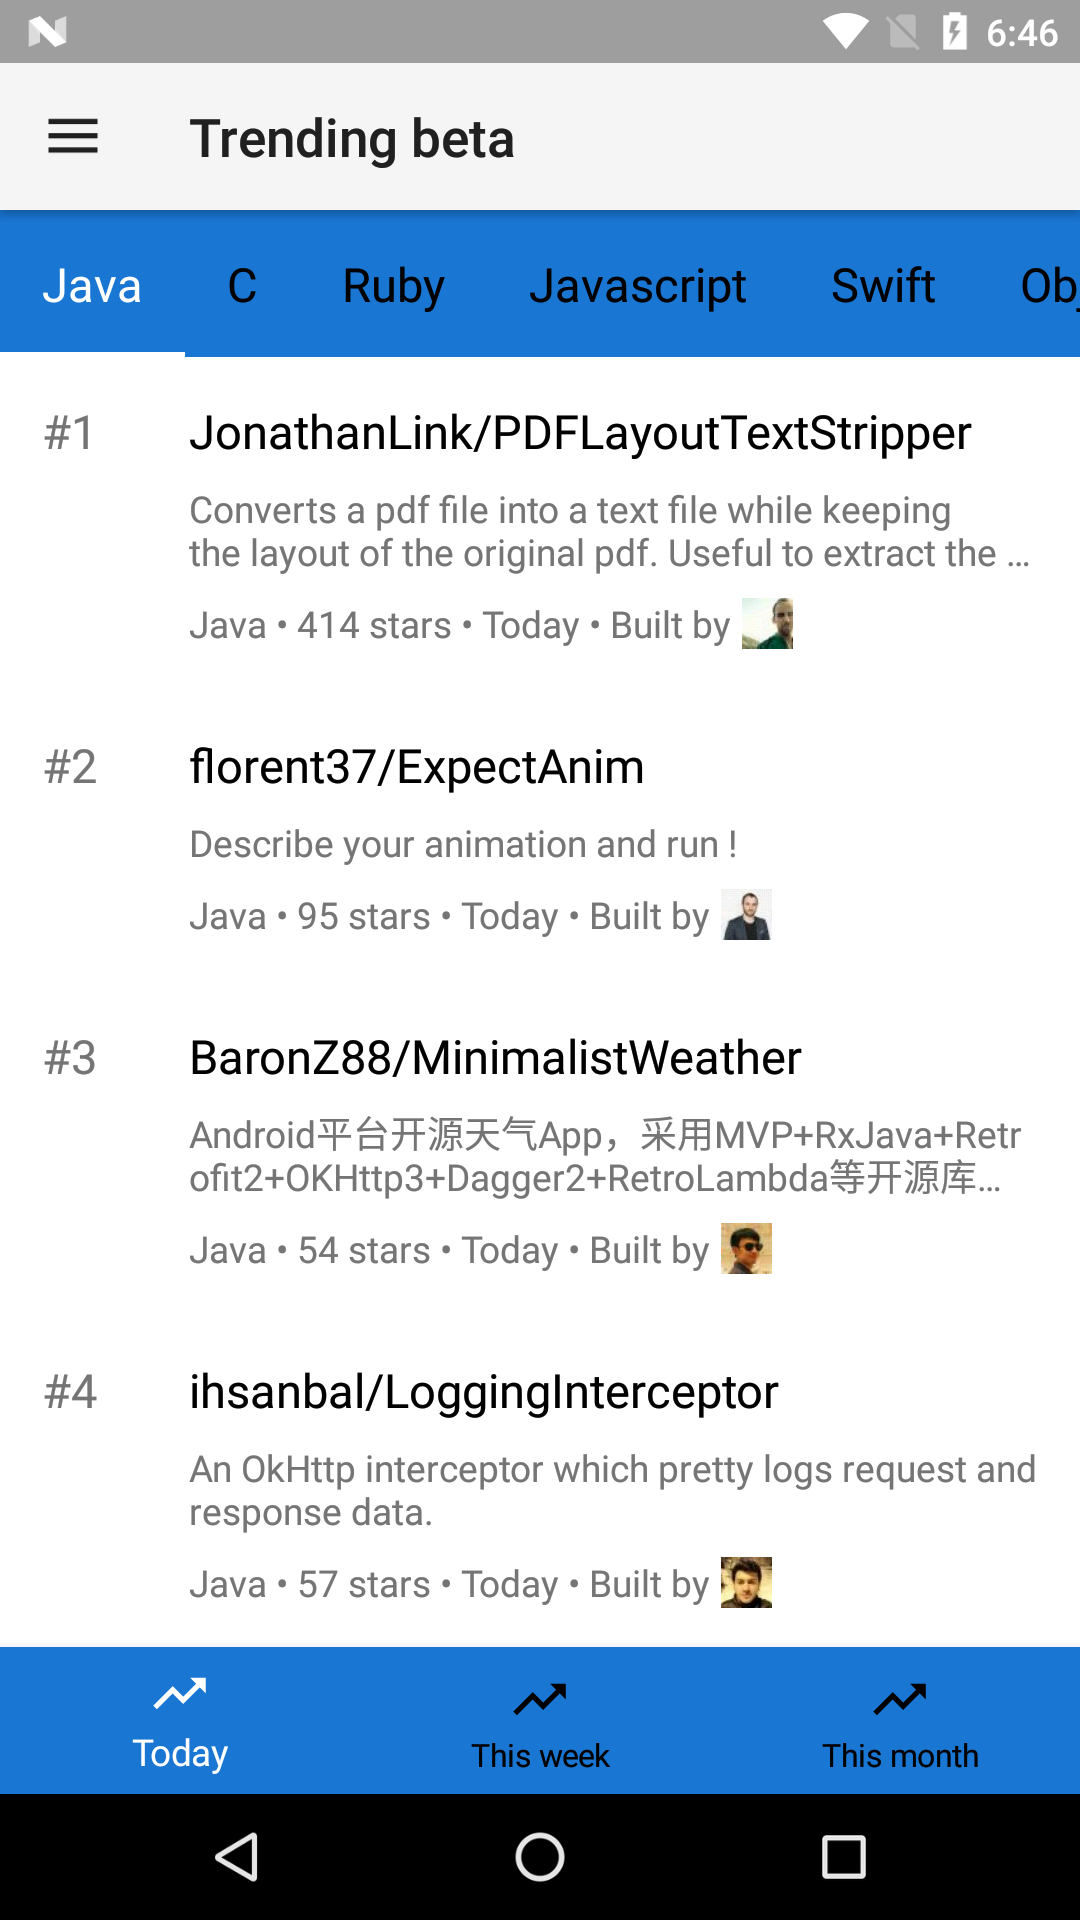 6:46
Trending beta
Java C Ruby Javascript Swift Obj
#1 JonathanLink/PDFLayoutTextStripper
Converts a pdf file into a text file while keeping
the layout of the original pdf. Useful to extract the ...
Java • 414 stars • Today • Built by
#2 florent37/ExpectAnim
Describe your animation and run !
Java • 95 stars • Today • Built by
#3 BaronZ88/MinimalistWeather
Android平台开源天气App，采用MVP+RxJava+Retr
ofit2+OKHttp3+Dagger2+RetroLambda等开源库...
Java • 54 stars • Today • Built by
#4 ihsanbal/LoggingInterceptor
An OkHttp interceptor which pretty logs request and
response data.
Java • 57 stars • Today • Built by
Today This week This month